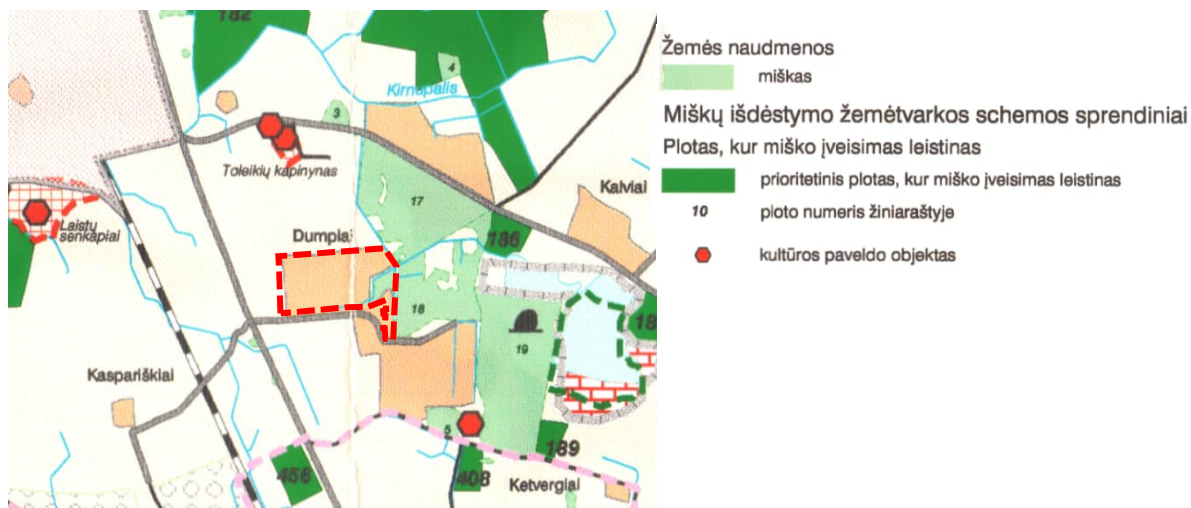 182
4
Kirnupalis
3
Toleikių kapinynas
17
Kalviai
Laistų
senkapiai
Dumpiai
186
18
18
19
Kaspariškiai
5
189
456
408
Ketvergiai
Žemės naudmenos
miškas
Miškų išdėstymo žemėtvarkos schemos sprendiniai
Plotas, kur miško įveisimas leistinas
prioritetinis plotas, kur miško įveisimas leistinas
10 ploto numeris žiniaraštyje
kultūros paveldo objektas